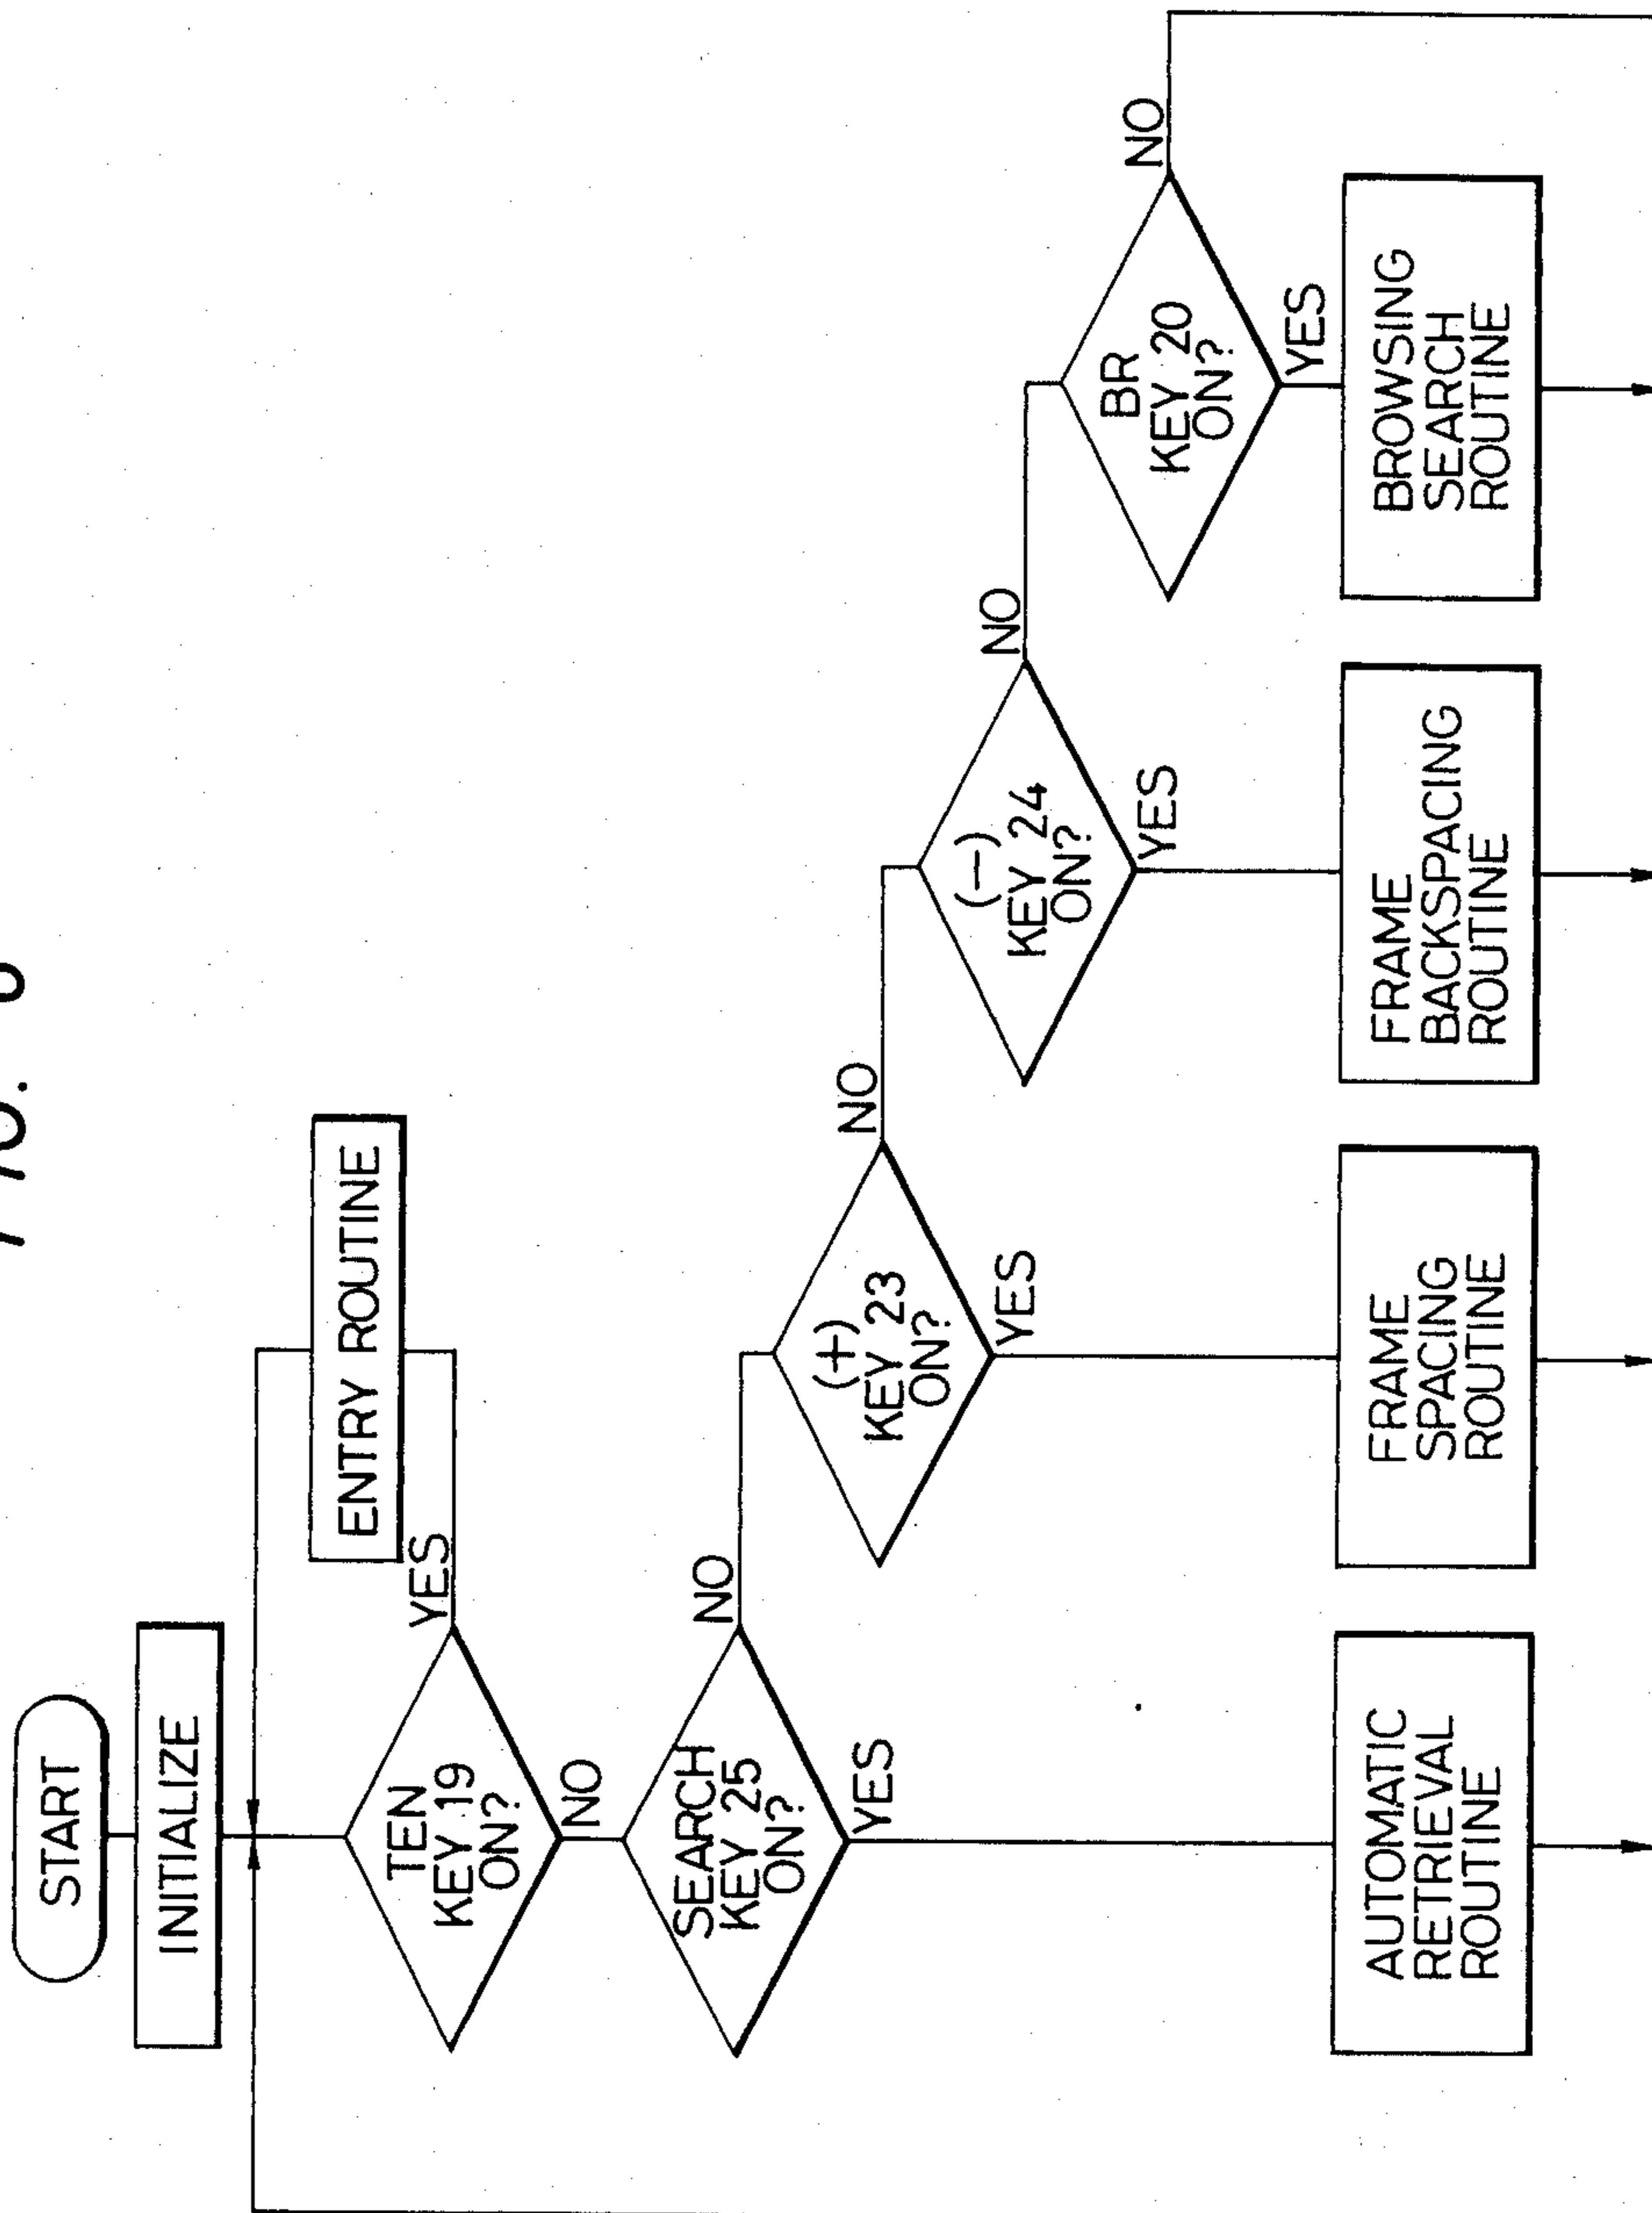 START
INITIALIZE
ENTRY ROUTINE
TEN
KEY 19
ON?
YES
NO
SEARCH
KEY 25
ON?
NO
YES
(+)
KEY 23
ON?
NO
YES
(−)
KEY 24
ON?
NO
YES
BR
KEY 20
ON?
NO
YES
AUTOMATIC
RETRIEVAL
ROUTINE
FRAME
SPACING
ROUTINE
FRAME
BACKSPACING
ROUTINE
BROWSING
SEARCH
ROUTINE